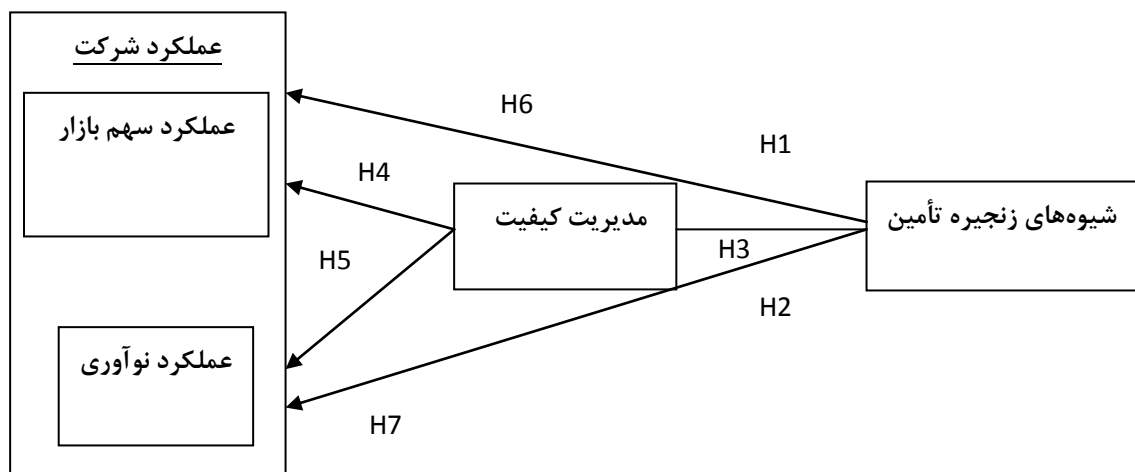 عملکرد شرکت
عملکرد سهم بازار
H6
H1
H4
مدیریت کیفیت
شیوه‌های زنجیره تأمین
H3
H5
H2
عملکرد نوآوری
H7